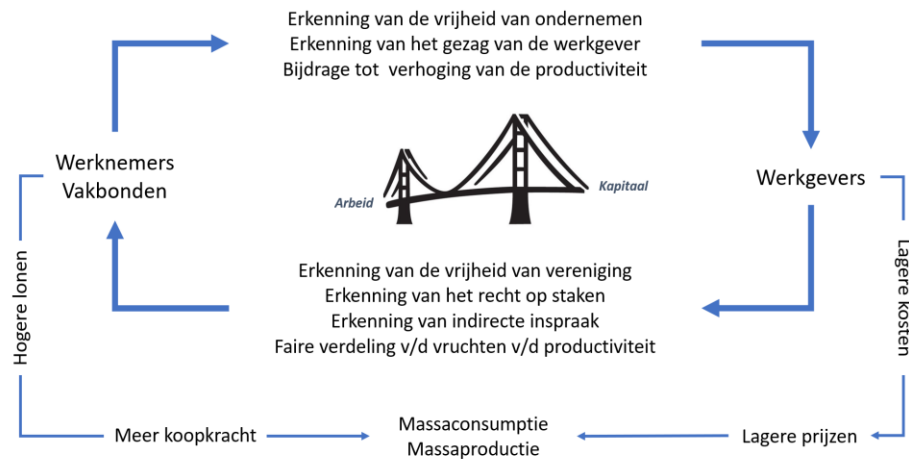 Erkenning van de vrijheid van ondernemen
Erkenning van het gezag van de werkgever
Bijdrage tot verhoging van de productiviteit
Werknemers
Vakbonden
Arbeid
Kapitaal
Werkgevers
Erkenning van de vrijheid van vereniging
Erkenning van het recht op staken
Erkenning van indirecte inspraak
Faire verdeling v/d vruchten v/d productiviteit
Hogere lonen
Lagere kosten
Meer koopkracht
Massaconsumptie
Massaproductie
Lagere prijzen